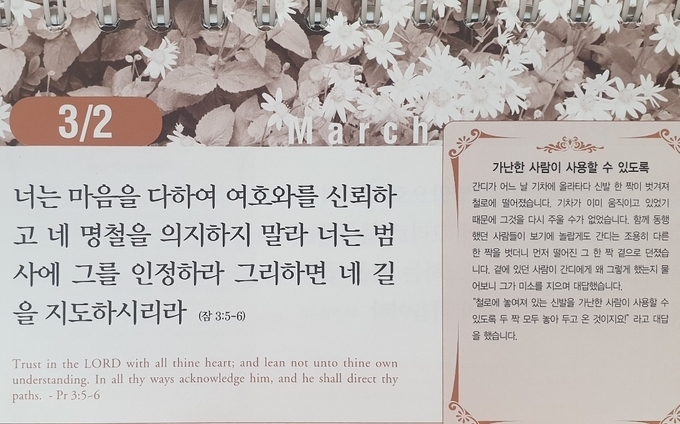 3/2
March
너는 마음을 다하여 여호와를 신뢰하
고 네 명철을 의지하지 말라 너는 범
사에 그를 인정하라 그리하면 네 길
을 지도하시리라 (잠 3:5-6)
Trust in the LORD with all thine heart; and lean not unto thine own
understanding. In all thy ways acknowledge him, and he shall direct thy
paths. - Pr 3:5-6
가난한 사람이 사용할 수 있도록
간디가 어느 날 기차에 올라타다 신발 한 짝이 벗겨져
철로에 떨어졌습니다. 기차가 이미 움직이고 있었기
때문에 그것을 다시 주울 수가 없었습니다. 함께 동행
했던 사람들이 보기에 놀랍게도 간디는 조용히 다른
한 짝을 벗더니 먼저 떨어진 그 한 짝 곁으로 던졌습
니다. 곁에 있던 사람이 간디에게 왜 그렇게 했는지 물
어보니 그가 미소를 지으며 대답했습니다.
"철로에 놓여져 있는 신발을 가난한 사람이 사용할 수
있도록 두 짝 모두 놓아 두고 온 것이지요!" 라고 대답
을 했습니다.